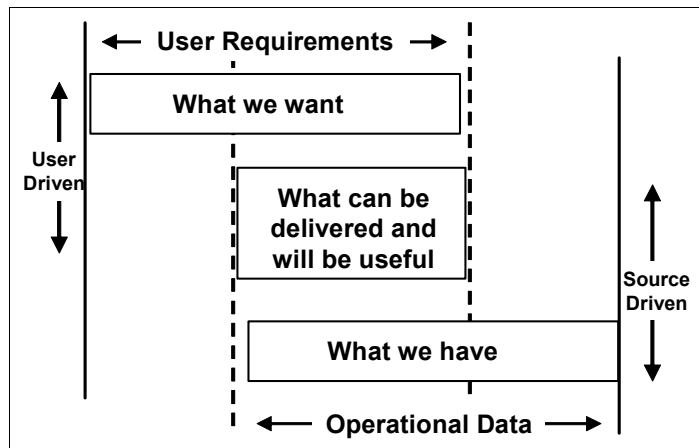 User Requirements
What we want
User
Driven
What can be
delivered and
will be useful
Source
Driven
What we have
Operational Data